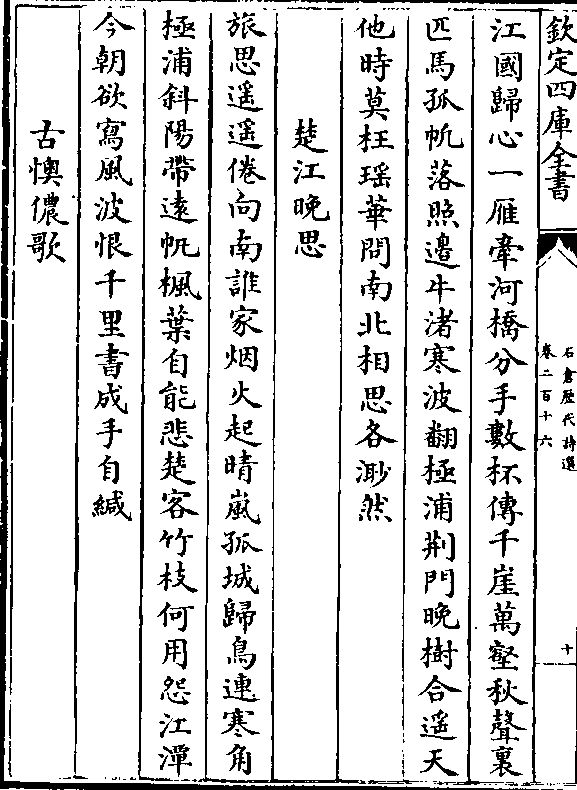 欽定四庫全書
石倉歴代詩選
卷二百十六
十
江國歸心一雁牽河橋分手數杯傳千崖萬壑秋聲裏
匹馬孤帆落照邊牛渚寒波翻極浦荆門晚樹合遥天
他時莫枉瑶華問南北相思各渺然
楚江晚思
旅思遥遥倦向南誰家烟火起晴嵐孤城歸鳥連寒角
極浦斜陽帶遠帆楓葉自能悲楚客竹枝何用怨江潭
今朝欲寫風波恨千里書成手自緘
古懊儂歌